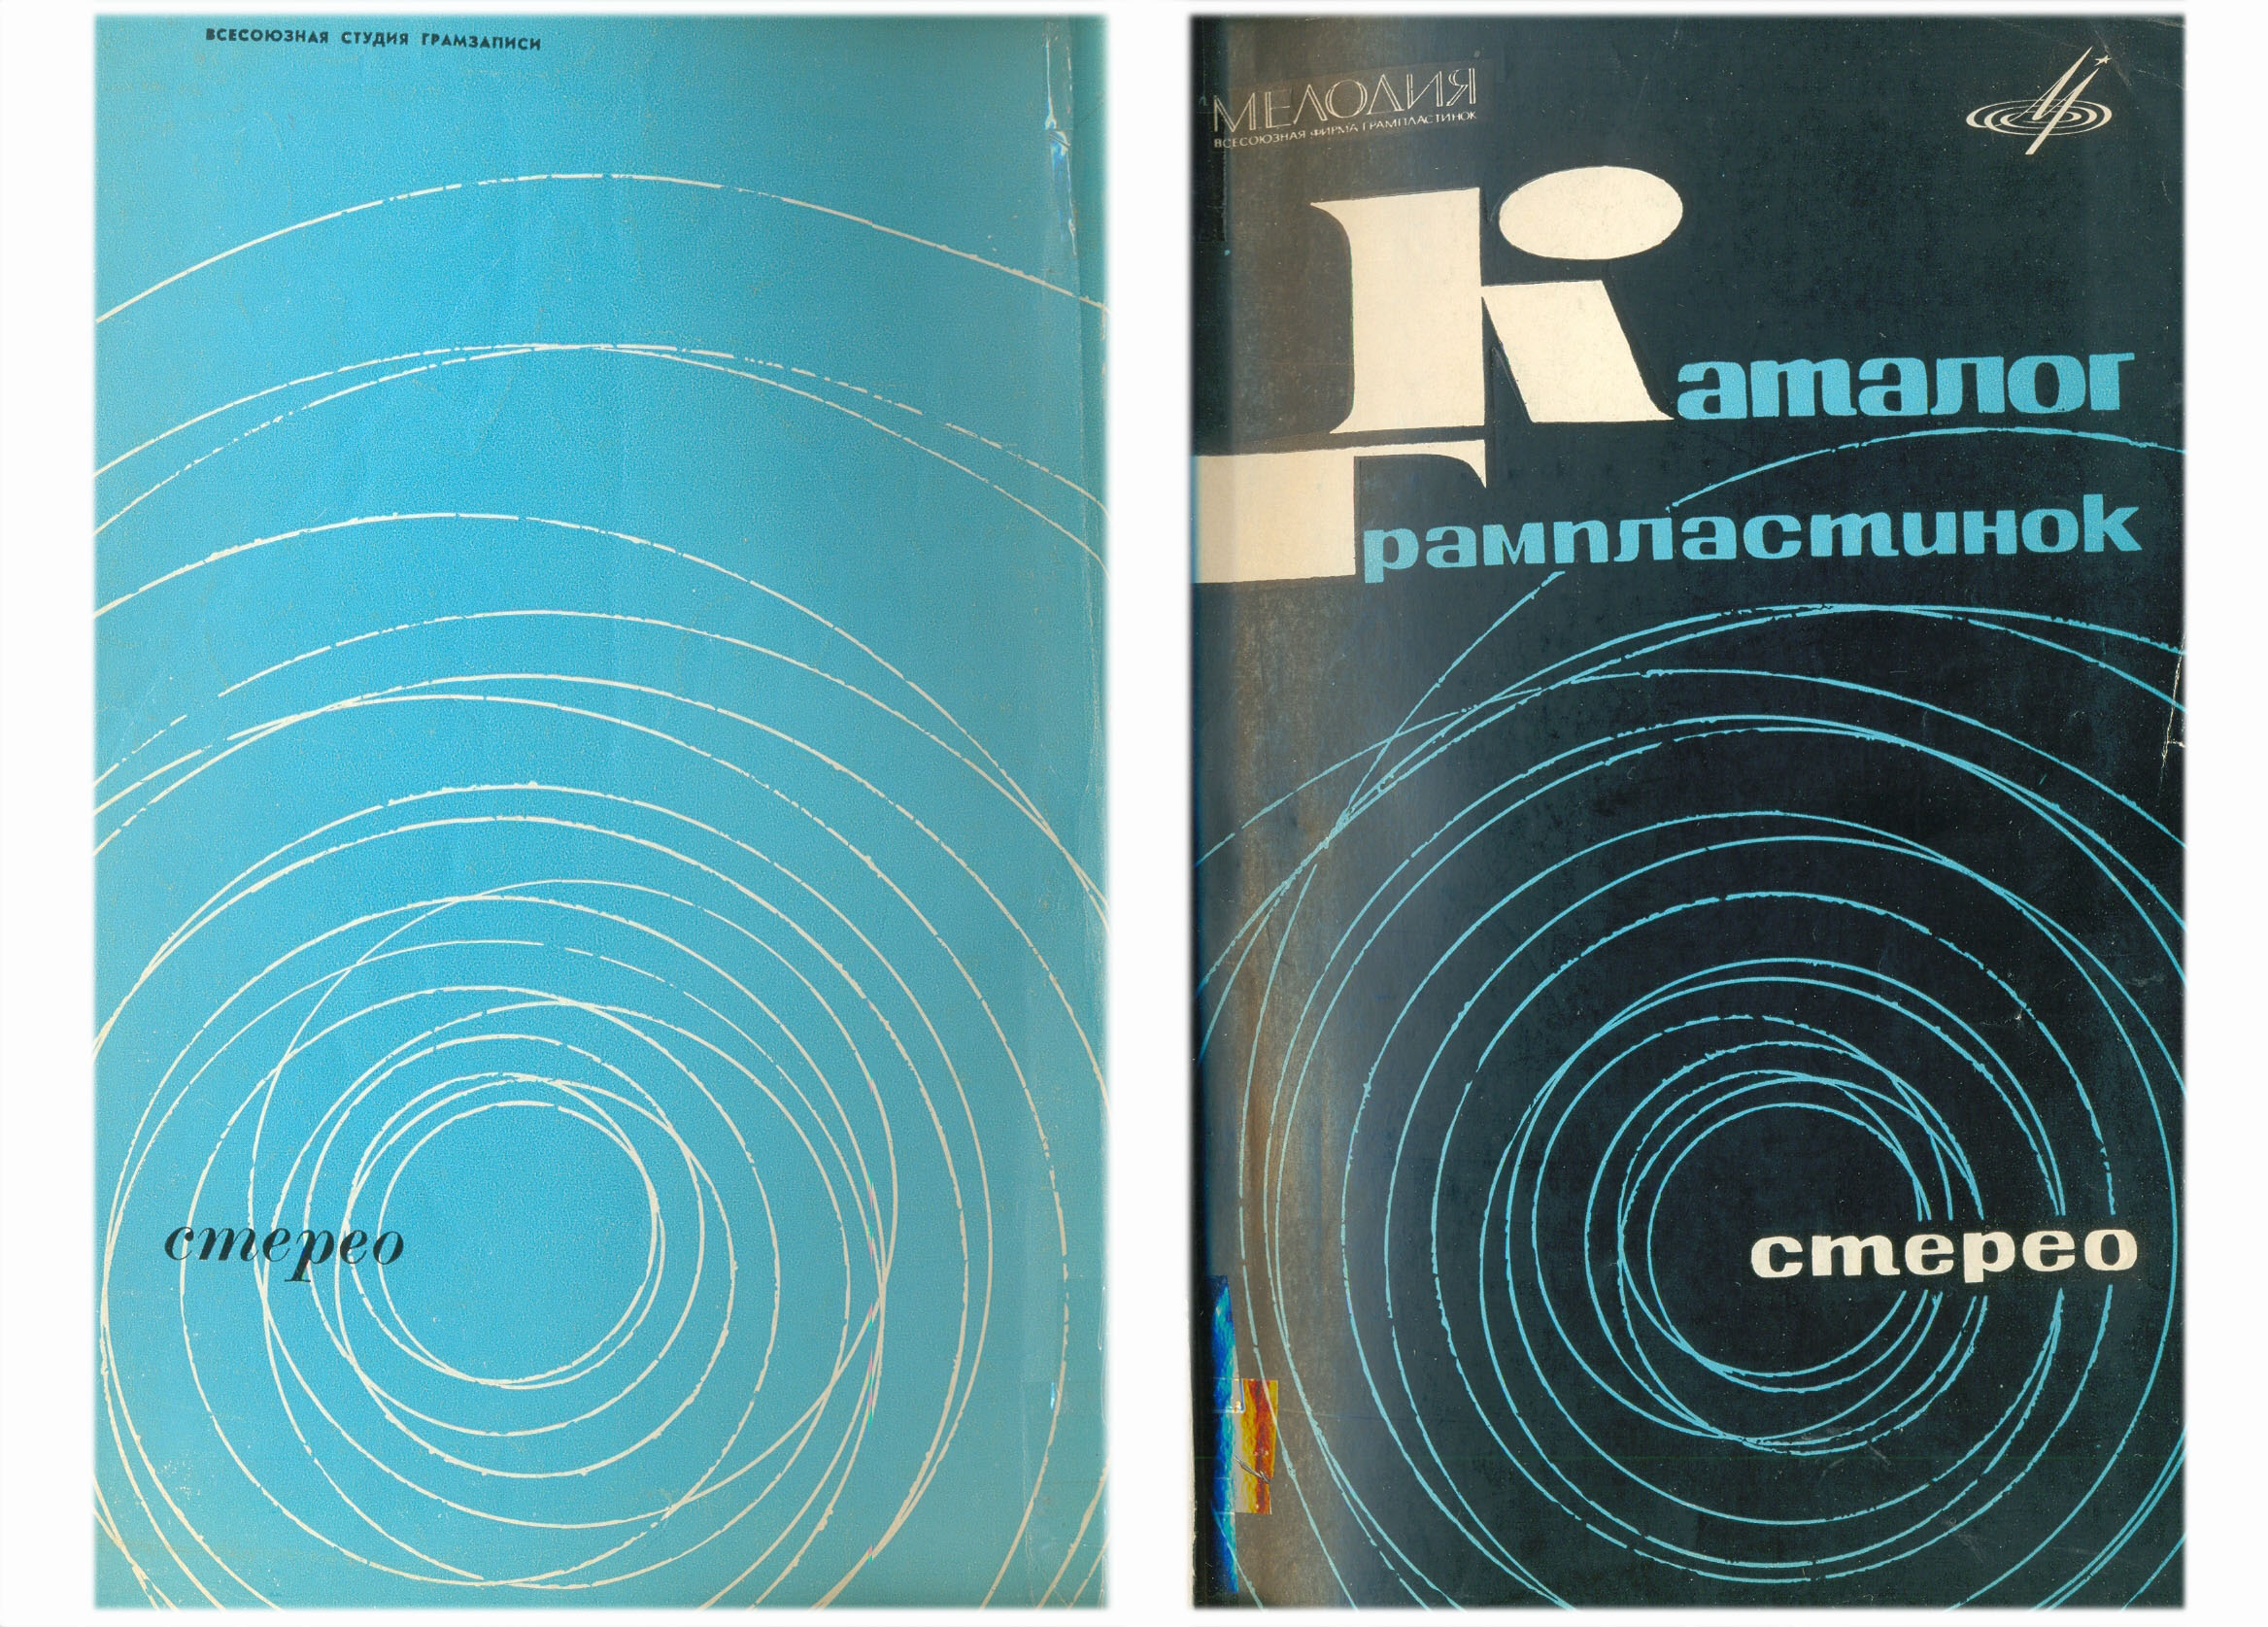 ВСЕСОЮЗНАЯ СТУДИЯ ГРАМЗАПИСИ
стерео
МЕЛОДИЯ
ВСЕСОЮЗНАЯ ФИРМА ГРАМПЛАСТИНОК
Каталог
Грампластинок
стерео